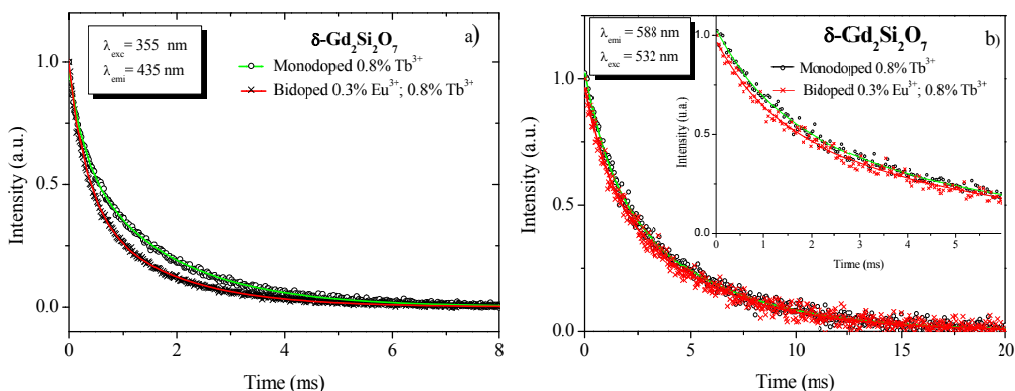 λexc = 355 nm
λemi = 435 nm
δ-Gd2Si2O7
a)
Monodoped 0.8% Tb3+
Bidoped 0.3% Eu3+; 0.8% Tb3+
1.0
0.5
0.0
Intensity (a.u.)
0 2 4 6 8
Time (ms)
λemi = 588 nm
λexc = 532 nm
δ-Gd2Si2O7
b)
Monodoped 0.8% Tb3+
Bidoped 0.3% Eu3+; 0.8% Tb3+
1.0
0.5
0.0
Intensity (u.a.)
0 1 2 3 4 5
Time (ms)
1.0
0.5
0.0
Intensity (a.u.)
0 5 10 15 20
Time (ms)